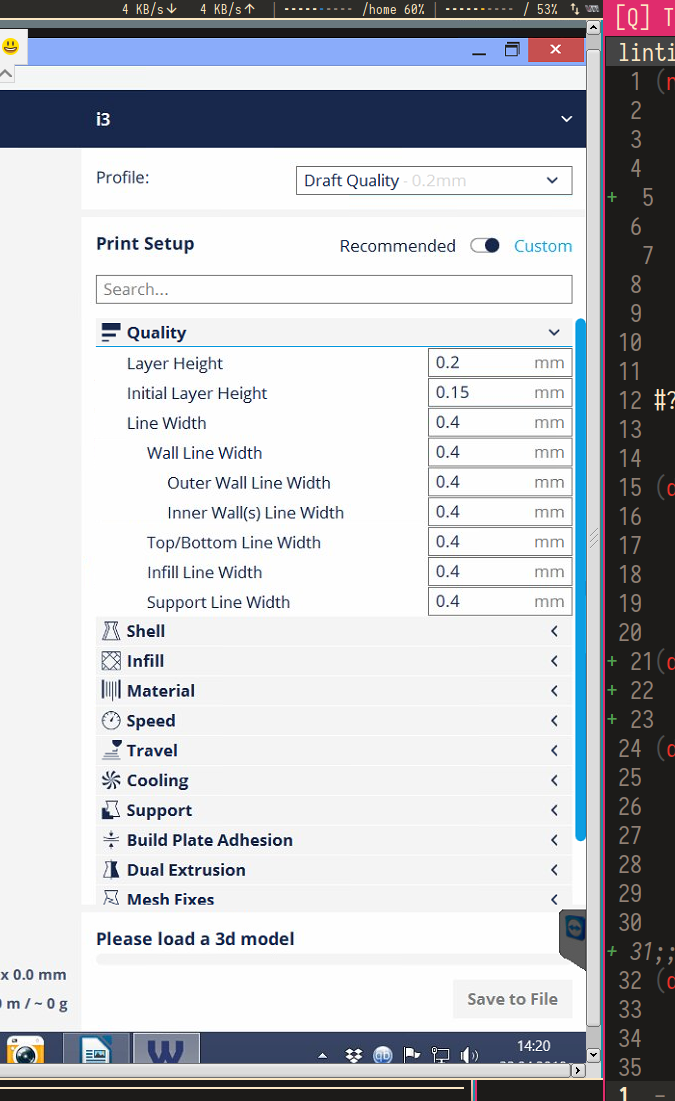 4 KB/s↓ 4 KB/s↑ | ---------- /home 60% | ---------- / 53%
[Q] T
linti
i3
Profile: Draft Quality - 0.2mm
Print Setup Recommended Custom
Search...
Quality
Layer Height 0.2 mm
Initial Layer Height 0.15 mm
Line Width 0.4 mm
Wall Line Width 0.4 mm
Outer Wall Line Width 0.4 mm
Inner Wall(s) Line Width 0.4 mm
Top/Bottom Line Width 0.4 mm
Infill Line Width 0.4 mm
Support Line Width 0.4 mm
Shell
Infill
Material
Speed
Travel
Cooling
Support
Build Plate Adhesion
Dual Extrusion
Mesh Fixes
Please load a 3d model
x 0.0 mm
0 m / ~ 0 g
Save to File
14:20
1 (
2
3
4
+ 5
6
7
8
9
10
11
12 #?
13
14
15 (
16
17
18
19
20
+ 21 (
+ 22
+ 23
24 (
25
26
27
28
29
30
+ 31;;
32 (
33
34
35
1 -